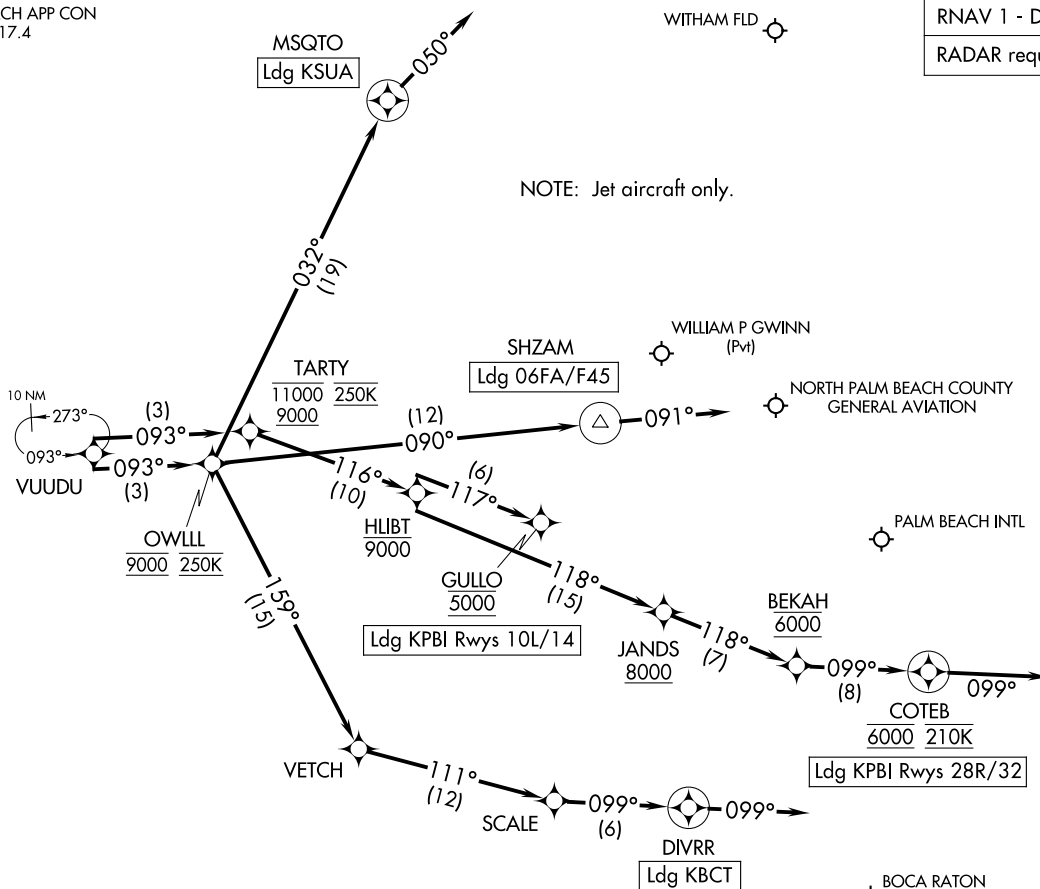 CH APP CON
17.4
WITHAM FLD
RNAV 1 - D
RADAR requ
MSQTO
Ldg KSUA
050°
NOTE: Jet aircraft only.
032°
(19)
WILLIAM P GWINN
(Pvt)
SHZAM
Ldg 06FA/F45
TARTY
11000 250K
9000
NORTH PALM BEACH COUNTY
GENERAL AVIATION
10 NM
273°
093°
(3)
093°
(12)
090°
091°
VUUDU
093°
(3)
116°
(10)
(6)
117°
OWLLL
9000 250K
HLIBT
9000
PALM BEACH INTL
GULLO
5000
Ldg KPBI Rwys 10L/14
118°
(15)
159°
(15)
JANDS
8000
118°
(7)
BEKAH
6000
099°
(8)
099°
COTEB
6000 210K
Ldg KPBI Rwys 28R/32
VETCH
111°
(12)
SCALE
099°
(6)
099°
DIVRR
Ldg KBCT
BOCA RATON